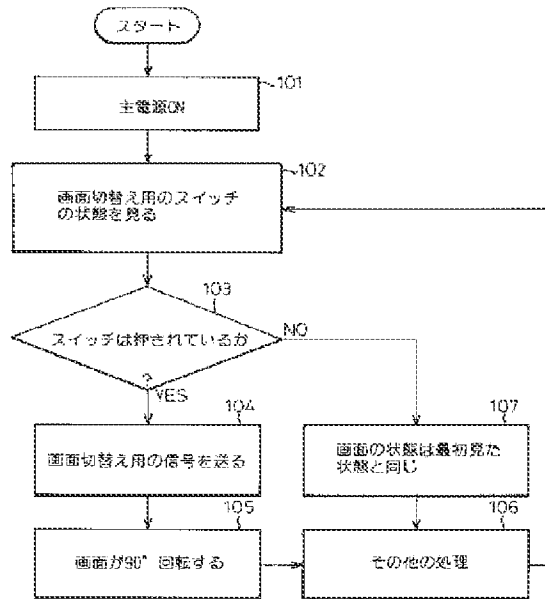 スタート
101
主電源ON
102
画面切替え用のスイッチ
の状態を見る
103
スイッチは押されているか
?
NO
YES
104
画面切替え用の信号を送る
107
画面の状態は最初見た
状態と同じ
105
画面が90°回転する
106
その他の処理